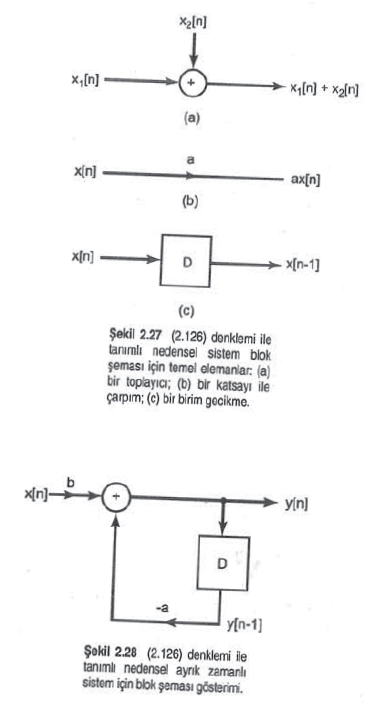 x₂[n]
x₁[n]
+
x₁[n] + x₂[n]
(a)
a
x[n]
ax[n]
(b)
x[n]
D
x[n-1]
(c)
Şekil 2.27 (2.126) denklemi ile
tanımlı nedensel sistem blok
şeması için temel elemanlar: (a)
bir toplayıcı; (b) bir katsayı ile
çarpım; (c) bir birim gecikme.
b
x[n]
+
y[n]
D
-a
y[n-1]
Şekil 2.28 (2.126) denklemi ile
tanımlı nedensel ayrık zamanlı
sistem için blok şeması gösterimi.